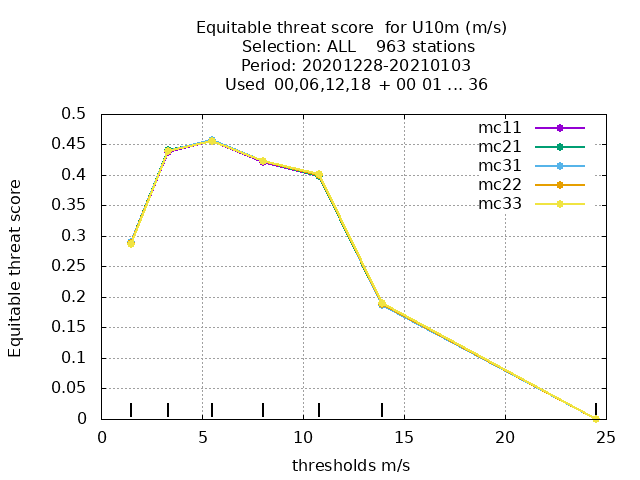 Equitable threat score  for U10m (m/s)
Selection: ALL    963 stations
Period: 20201228-20210103
Used  00,06,12,18  + 00 01 ... 36
0.5
0.45
0.4
0.35
0.3
0.25
0.2
0.15
0.1
0.05
0
Equitable threat score
mc11
mc21
mc31
mc22
mc33
0 5 10 15 20 25
thresholds m/s